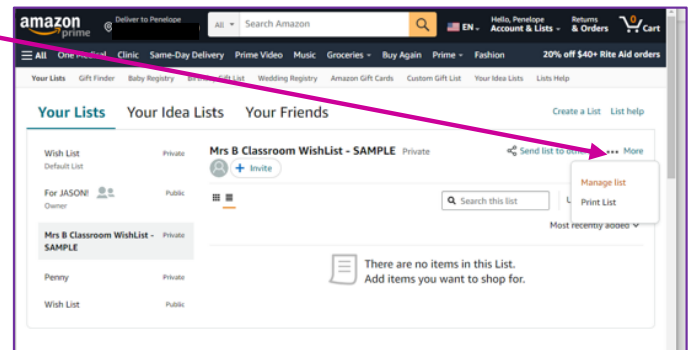 amazon prime
Deliver to Penelope
All
Search Amazon
EN
Hello, Penelope
Account & Lists
Returns
& Orders
Cart
All One Medical Clinic Same-Day Delivery Prime Video Music Groceries Buy Again Prime Fashion 20% off $40+ Rite Aid orders
Your Lists Gift Finder Baby Registry Gift List Wedding Registry Amazon Gift Cards Custom Gift List Your Idea Lists Lists Help
Your Lists Your Idea Lists Your Friends Create a List List help
Wish List Private
Default List
For JASON! Public
Owner
Mrs B Classroom WishList - Private
SAMPLE
Penny Private
Wish List Public
Mrs B Classroom WishList - SAMPLE Private
Send list to More
+ Invite
Manage list
Print List
Search this list
Most recently added
There are no items in this List.
Add items you want to shop for.